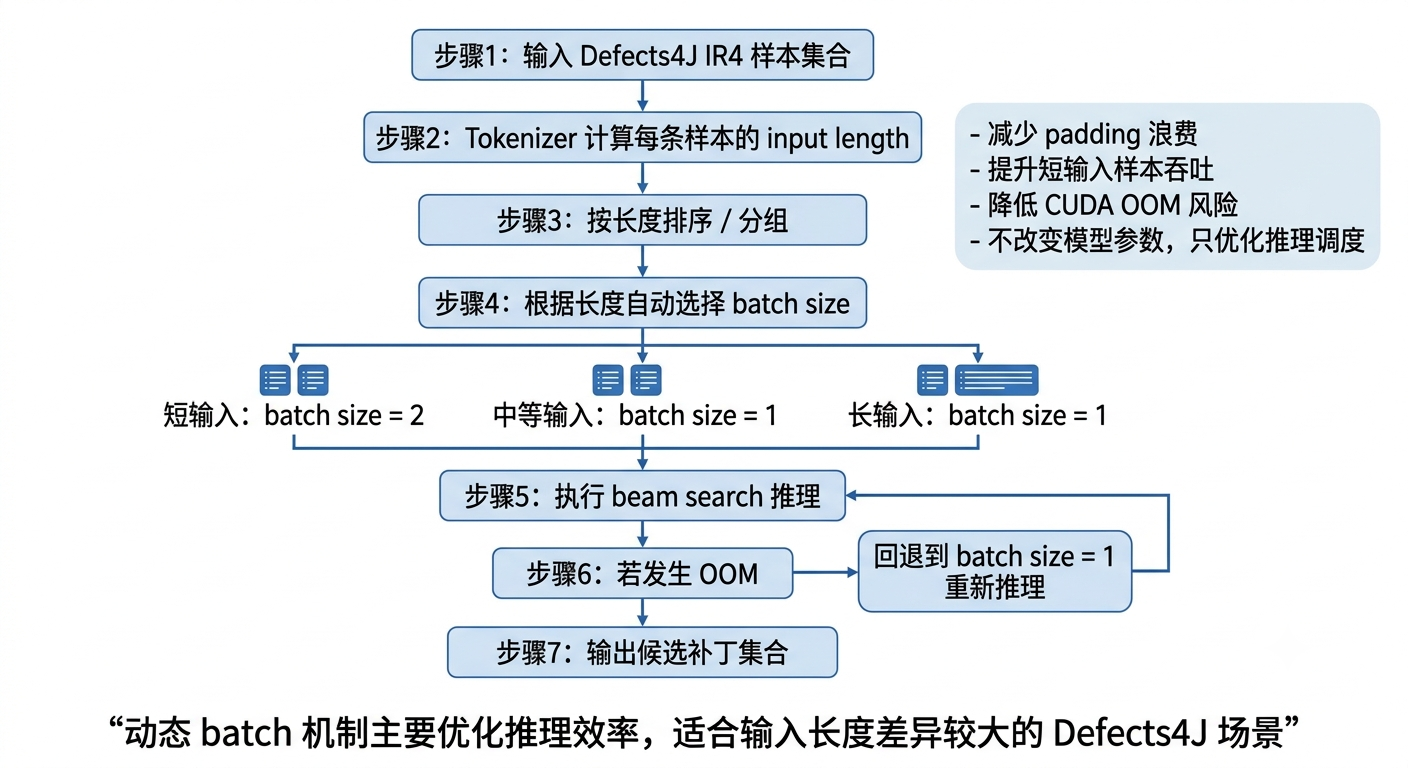 步骤1：输入 Defects4J IR4 样本集合
步骤2：Tokenizer 计算每条样本的 input length
步骤3：按长度排序 / 分组
步骤4：根据长度自动选择 batch size
- 减少 padding 浪费
- 提升短输入样本吞吐
- 降低 CUDA OOM 风险
- 不改变模型参数，只优化推理调度
短输入：batch size = 2
中等输入：batch size = 1
长输入：batch size = 1
步骤5：执行 beam search 推理
步骤6：若发生 OOM
回退到 batch size = 1
重新推理
步骤7：输出候选补丁集合
“动态 batch 机制主要优化推理效率，适合输入长度差异较大的 Defects4J 场景”